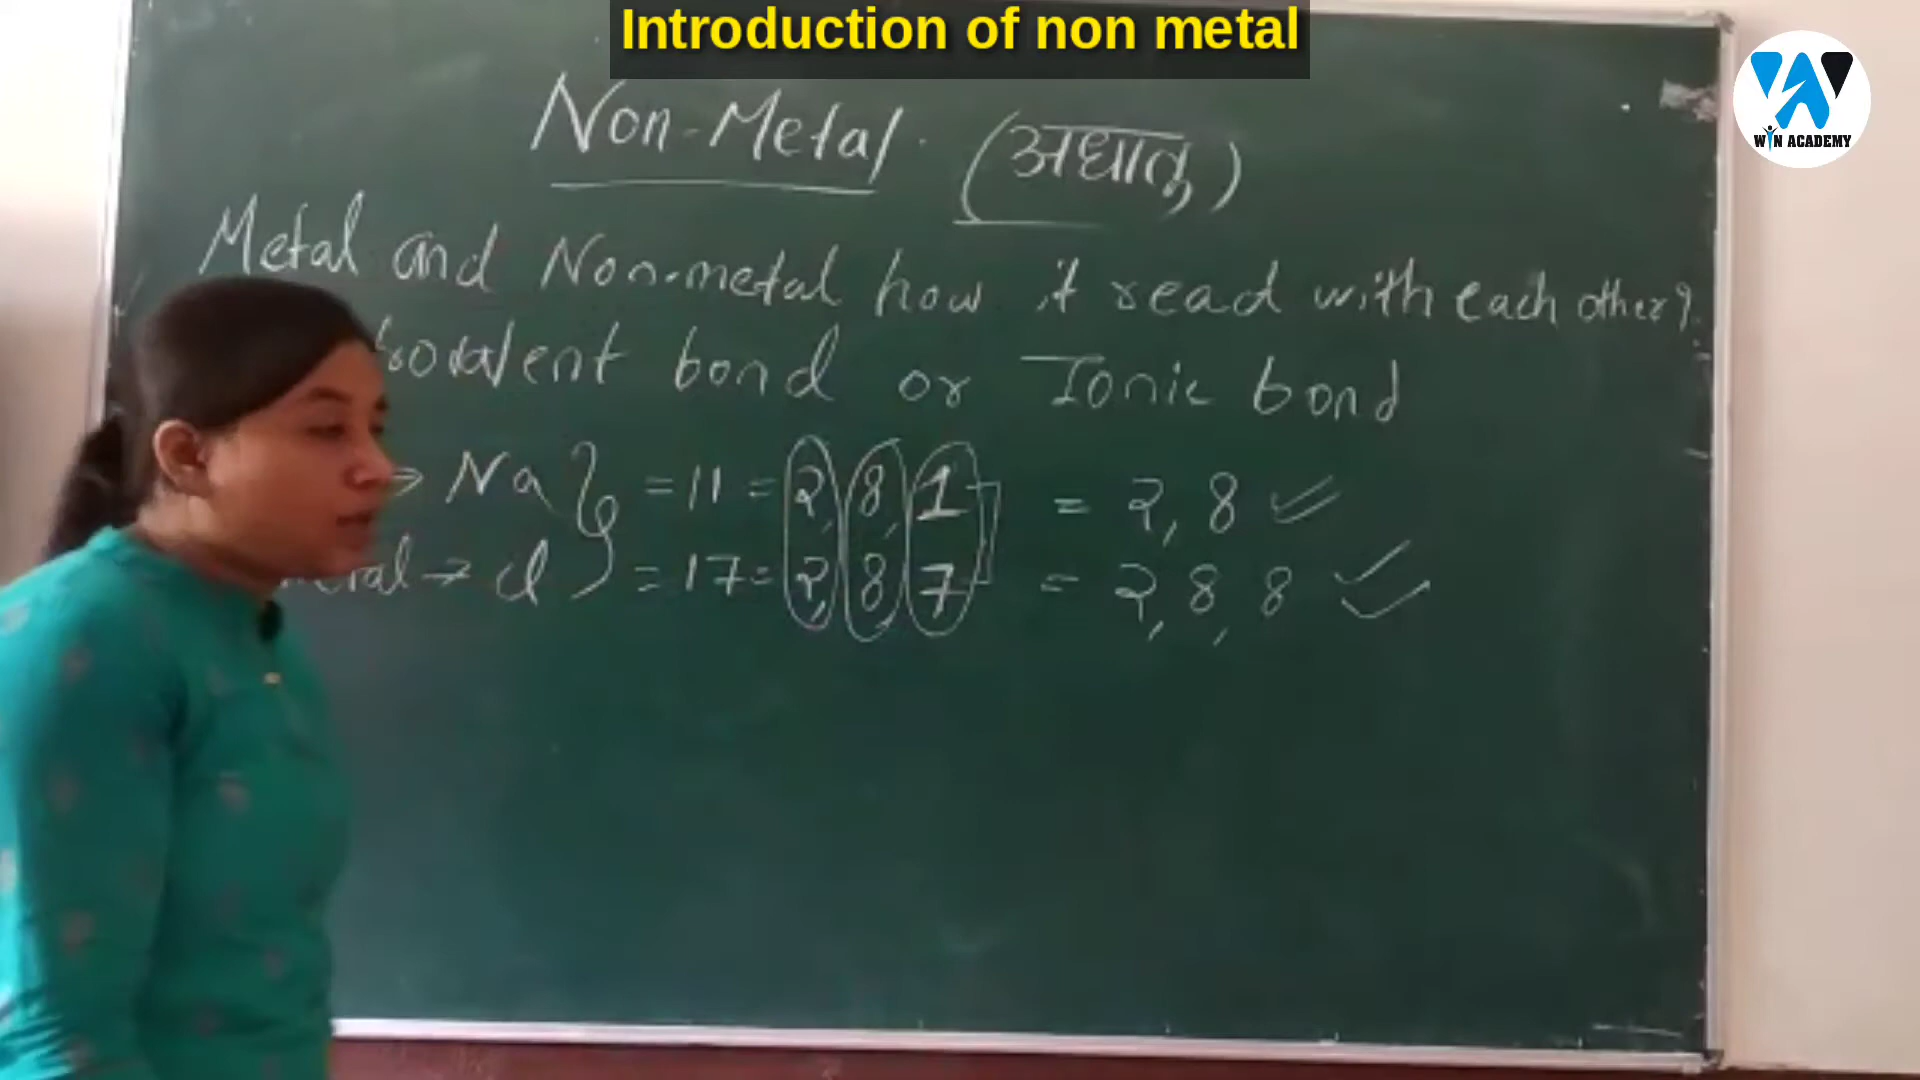 Introduction of non metal
WIN ACADEMY
Non-Metal (अधातु)
Metal and Non-metal how it read with each other?
Covalent bond or Ionic bond
→ Na = 11 = 2, 8, 1 = 2, 8
→ Cl = 17 = 2, 8, 7 = 2, 8, 8